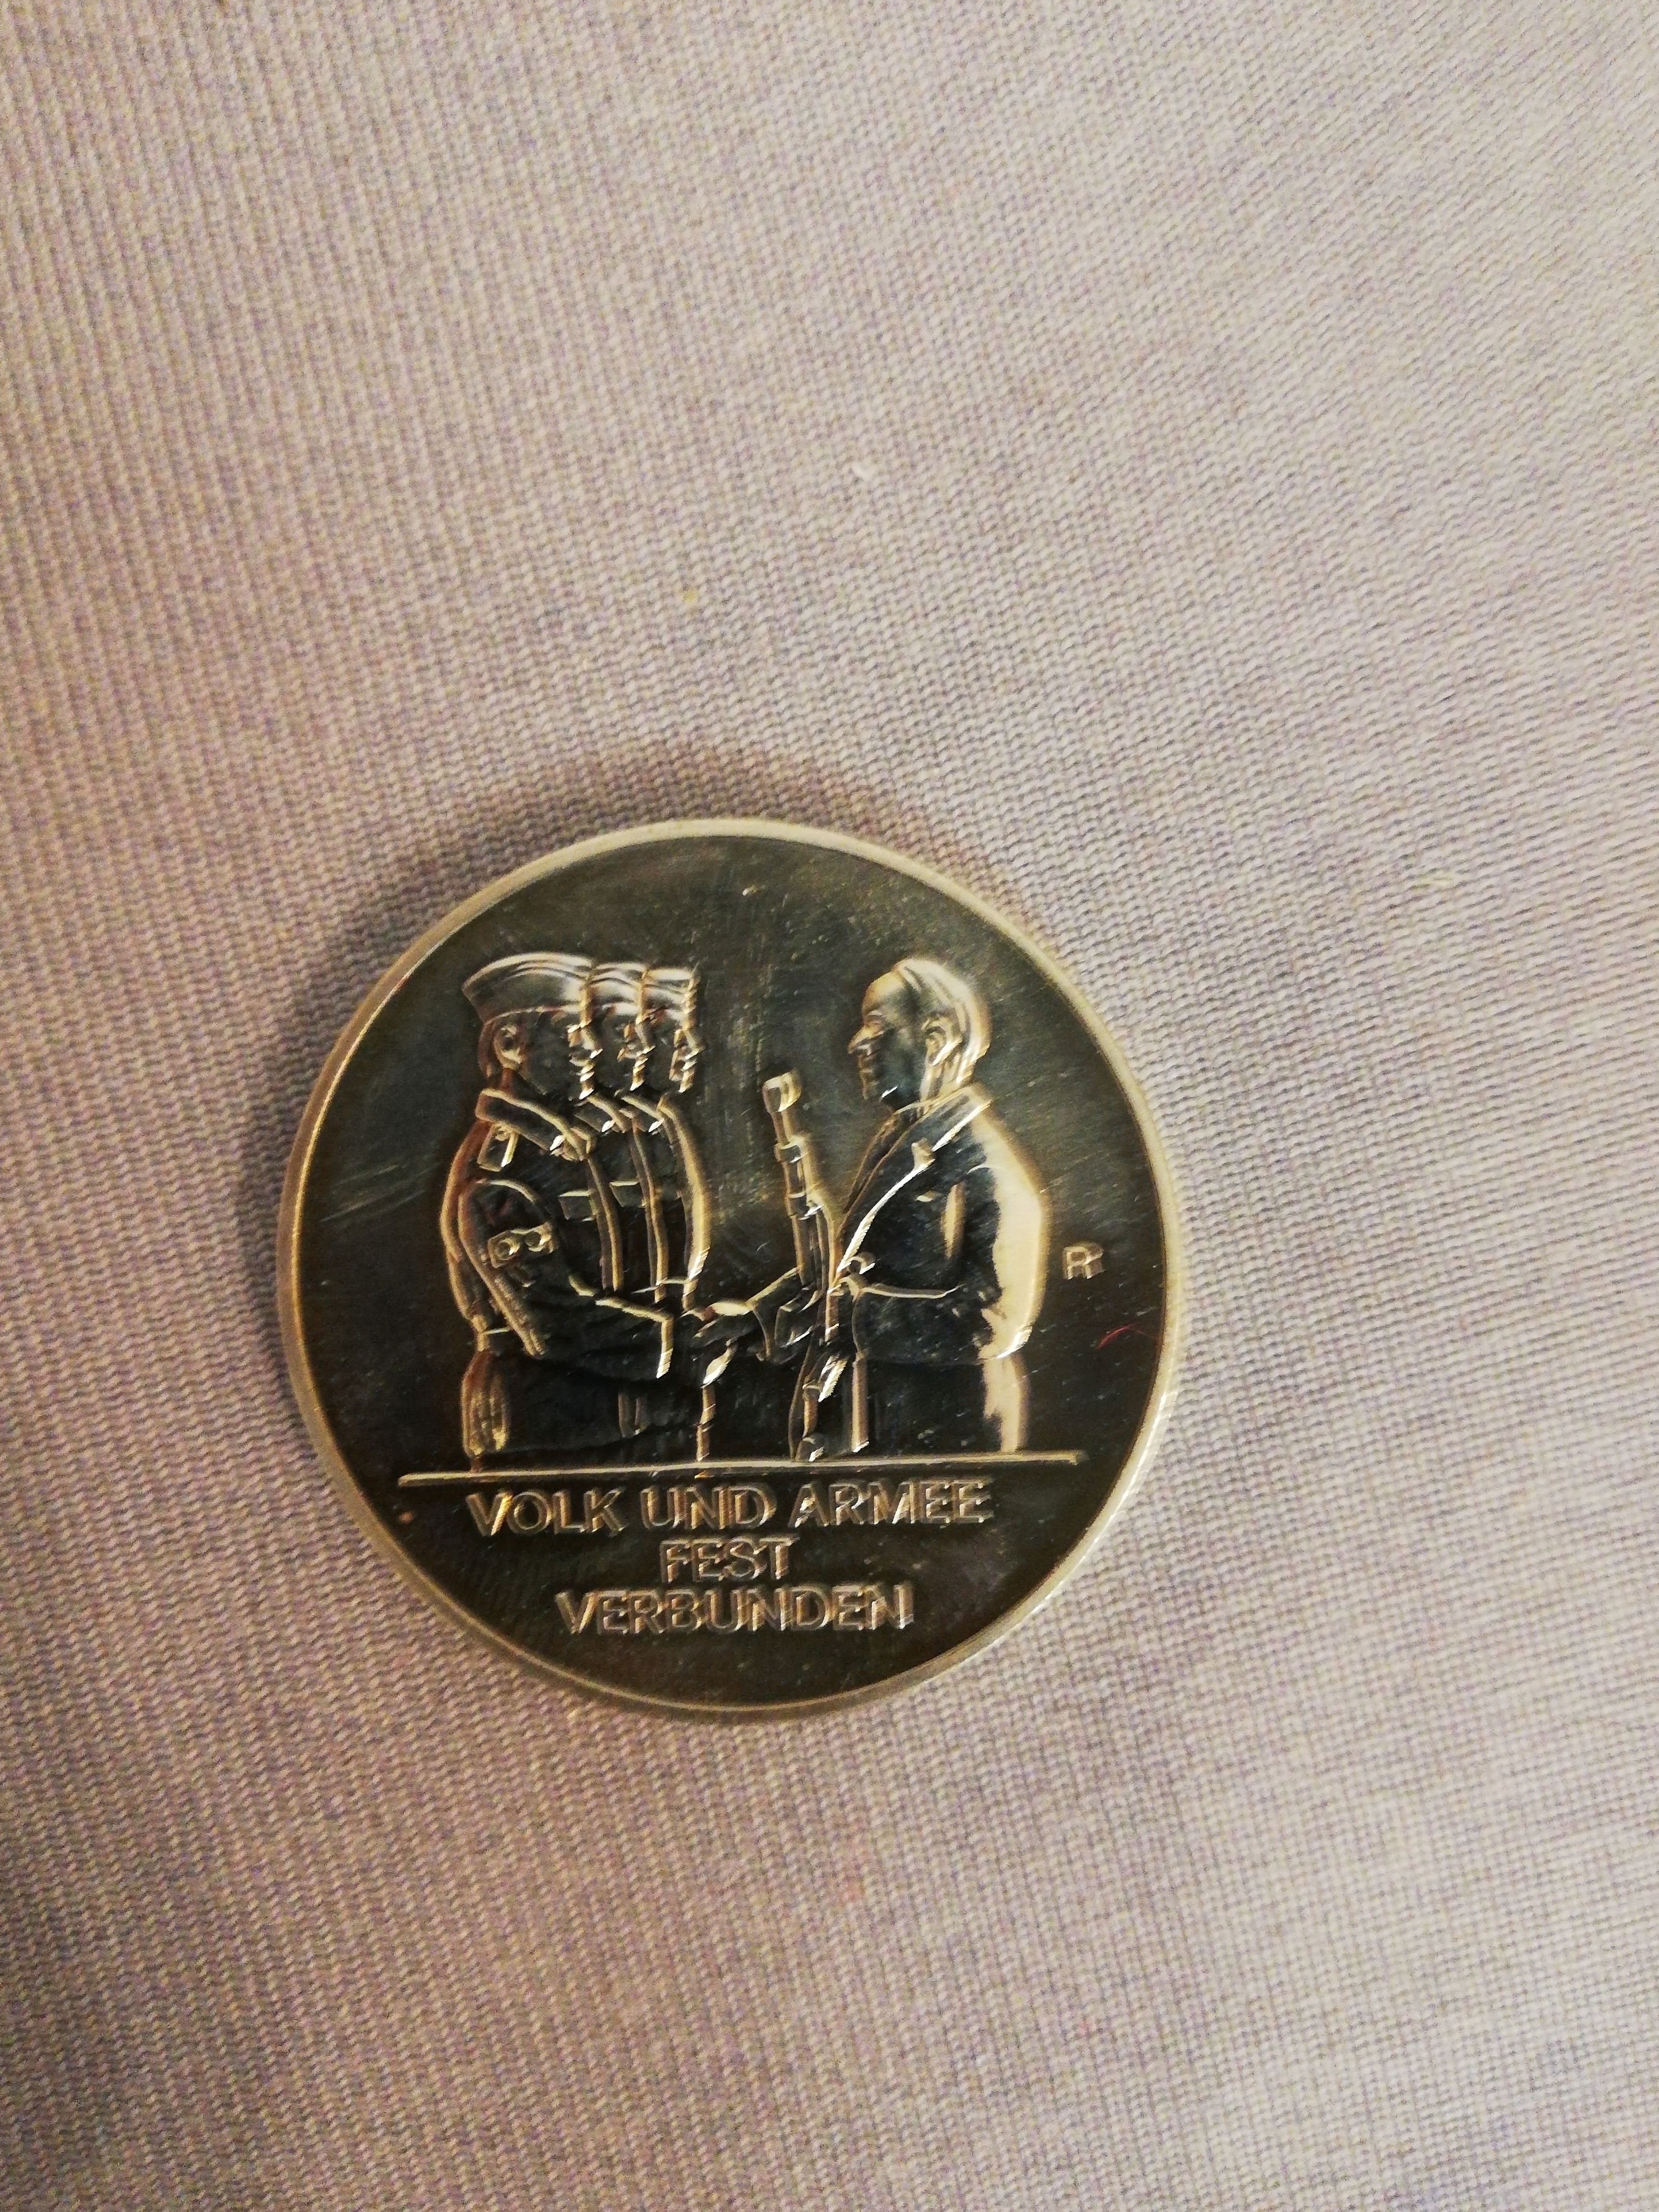 R
VOLK UND ARMEE
FEST
VERBUNDEN